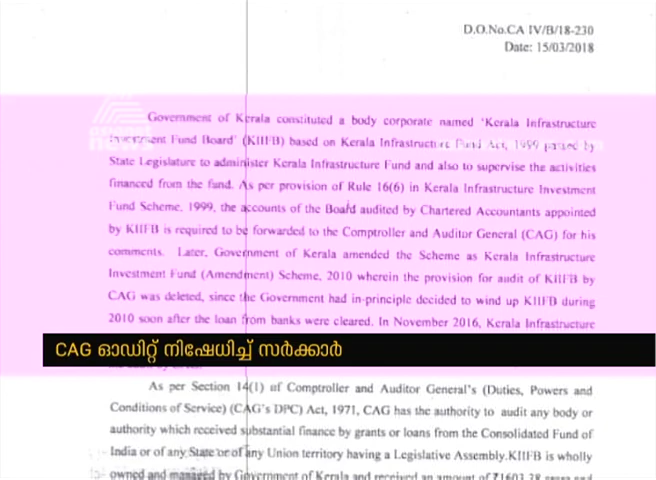 D.O.No.CA IV/B/18-230
Date: 15/03/2018
Government of Kerala constituted a body corporate named 'Kerala Infrastructure
Investment Fund Board' (KIIFB) based on Kerala Infrastructure Fund Act, 1999 passed by
State Legislature to administer Kerala Infrastructure Fund and also to supervise the activities
financed from the fund. As per provision of Rule 16(6) in Kerala Infrastructure Investment
Fund Scheme, 1999, the accounts of the Board audited by Chartered Accountants appointed
by KIIFB is required to be forwarded to the Comptroller and Auditor General (CAG) for his
comments. Later, Government of Kerala amended the Scheme as Kerala Infrastructure
Investment Fund (Amendment) Scheme, 2010 wherein the provision for audit of KIIFB by
CAG was deleted, since the Government had in-principle decided to wind up KIIFB during
2010 soon after the loan from banks were cleared. In November 2016, Kerala Infrastructure
CAG ഓഡിറ്റ് നിഷേധിച്ച് സർക്കാർ
As per Section 14(1) of Comptroller and Auditor General's (Duties, Powers and
Conditions of Service) (CAG's DPC) Act, 1971, CAG has the authority to audit any body or
authority which received substantial finance by grants or loans from the Consolidated Fund of
India or of any State or of any Union territory having a Legislative Assembly.KIIFB is wholly
owned and managed by Government of Kerala and received an amount of ₹1603.28